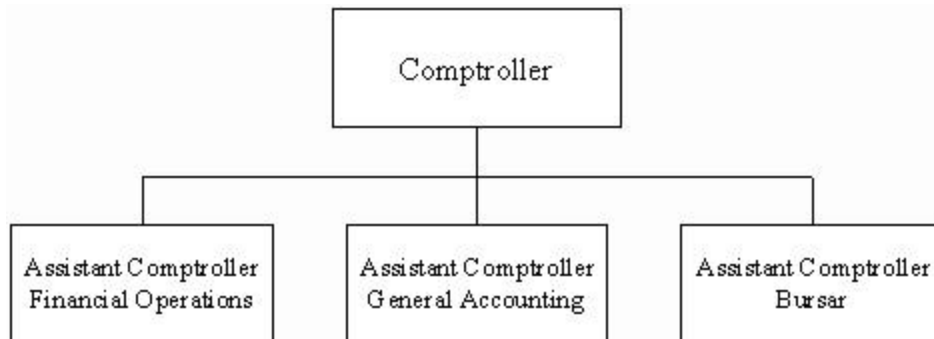 Comptroller
Assistant Comptroller
Financial Operations
Assistant Comptroller
General Accounting
Assistant Comptroller
Bursar